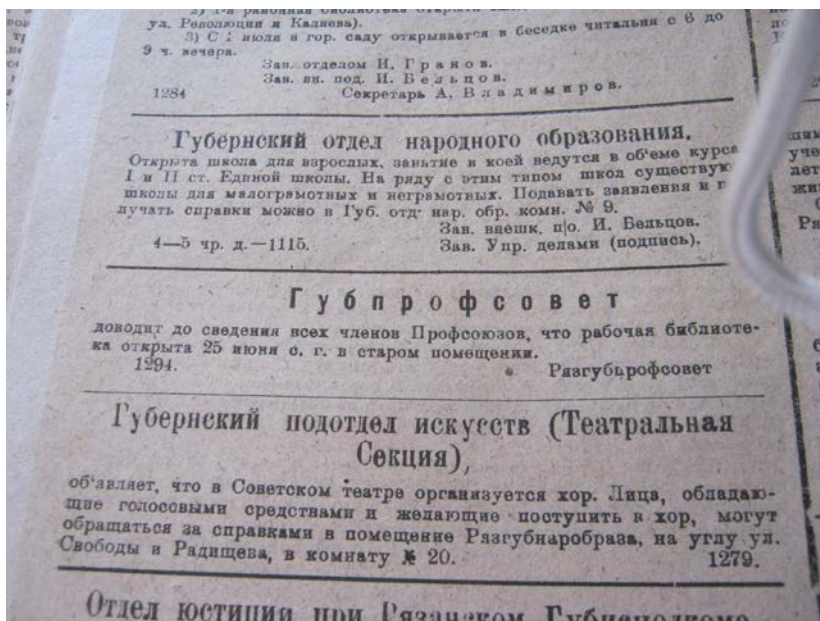 ул. Революции и Каляева).
3) С 1 июля в гор. саду открывается в беседке читальня с 6 до
9 ч. вечера.
Зав. отделом И. Гранов.
Зав. вн. под. И. Бельцов.
1284 Секретарь А. Владимиров.
Губернский отдел народного образования.
Открыта школа для взрослых, занятие в коей ведутся в об'еме курса
I и II ст. Единой школы. На ряду с этим типом школ существую
школы для малограмотных и неграмотных. Подавать заявления и п
лучать справки можно в Губ. отд. нар. обр. комн. № 9.
Зав. внешк. п|о. И. Бельцов.
4—5 чр. д.—1115. Зав. Упр. делами (подпись).
Губпрофсовет
доводит до сведения всех членов Профсоюзов, что рабочая библиоте-
ка открыта 25 июня с. г. в старом помещении.
1294. Рязгубпрофсовет
Губернский подотдел искусств (Театральная
Секция),
об'являет, что в Советском театре организуется хор. Лица, обладаю-
щие голосовыми средствами и желающие поступить в хор, могут
обращаться за справками в помещение Рязгубнаробраза, на углу ул.
Свободы и Радищева, в комнату № 20. 1279.
Отдел юстиции при Рязанском Губисполкоме